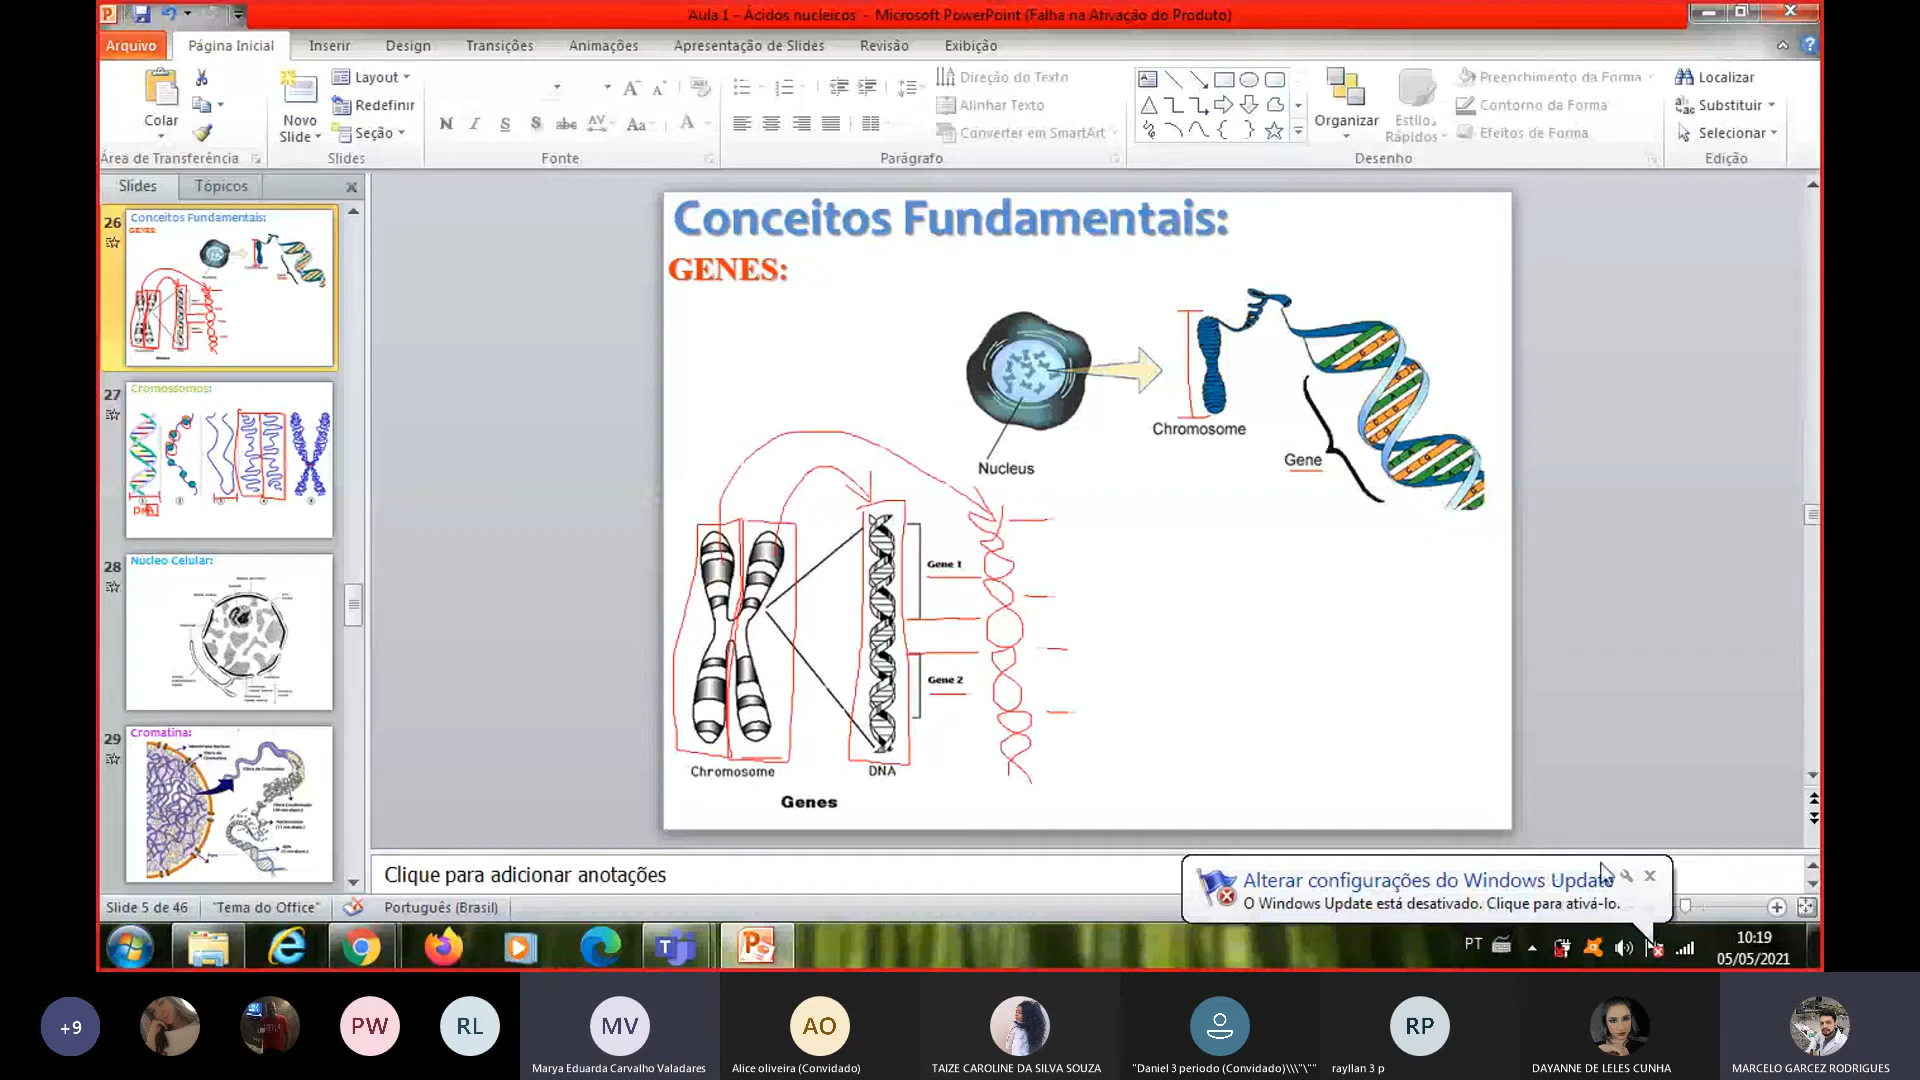 Aula 1 - Ácidos nucleicos - Microsoft PowerPoint (Falha na Ativação do Produto)
Arquivo
Página Inicial
Inserir
Design
Transições
Animações
Apresentação de Slides
Revisão
Exibição
Colar
Novo
Slide
Layout
Redefinir
Seção
Direção do Texto
Alinhar Texto
Converter em SmartArt
Organizar
Estilos
Rápidos
Preenchimento da Forma
Contorno da Forma
Efeitos de Forma
Localizar
Substituir
Selecionar
Área de Transferência
Slides
Fonte
Parágrafo
Desenho
Edição
Slides
Tópicos
26
Conceitos Fundamentais:
GENES:
27
Cromossomos:
DNA
28
Núcleo Celular:
29
Cromatina:
Conceitos Fundamentais:
GENES:
Nucleus
Chromosome
Gene
Gene 1
Gene 2
Chromosome
DNA
Genes
Clique para adicionar anotações
Alterar configurações do Windows Update
O Windows Update está desativado. Clique para ativá-lo.
Slide 5 de 46
"Tema do Office"
Português (Brasil)
PT
10:19
05/05/2021
+9
PW
RL
MV
AO
RP
Marya Eduarda Carvalho Valadares
Alice oliveira (Convidado)
TAIZE CAROLINE DA SILVA SOUZA
"Daniel 3 periodo (Convidado)\\\"\""
rayllan 3 p
DAYANNE DE LELES CUNHA
MARCELO GARCEZ RODRIGUES